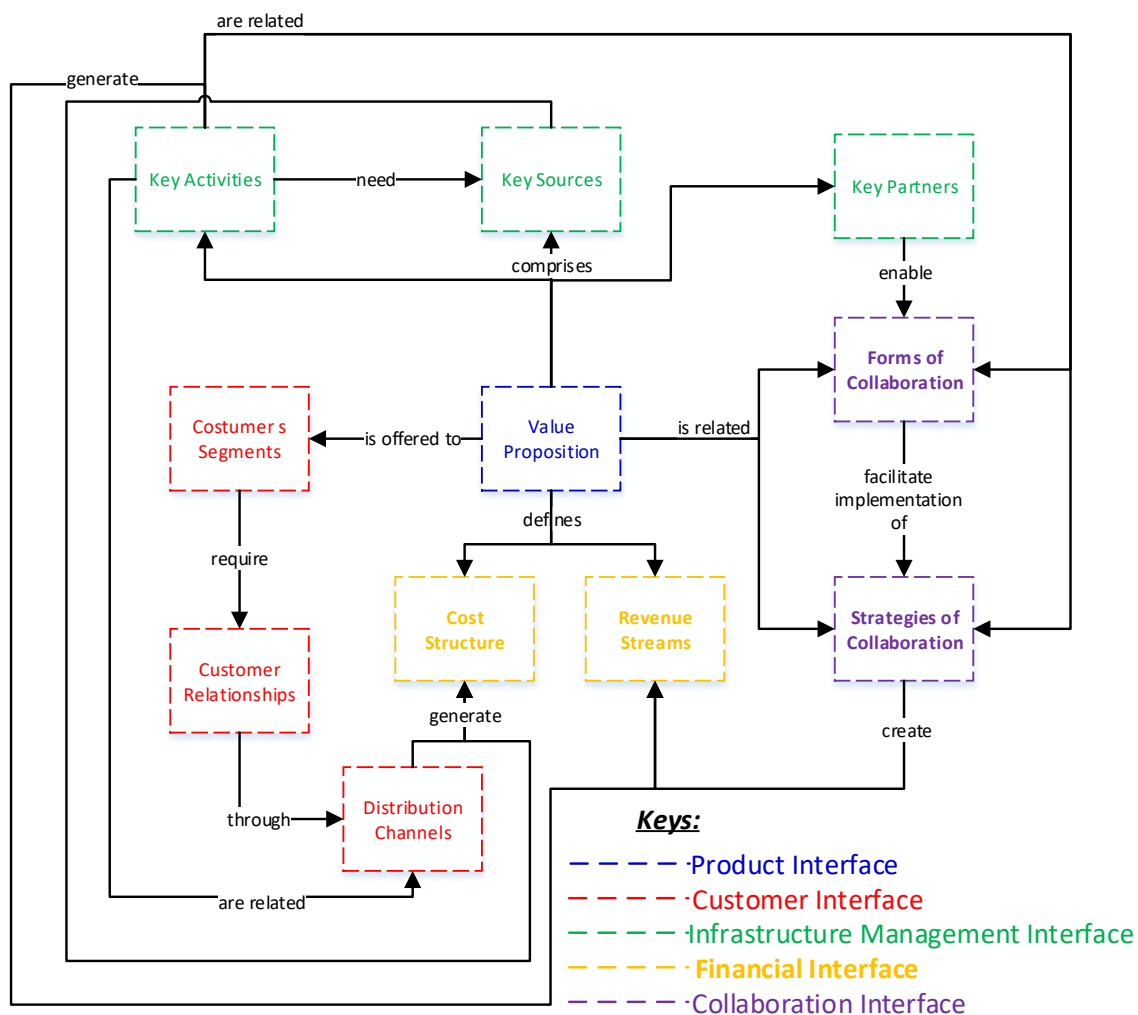 are related
generate
Key Activities
need
Key Sources
Key Partners
comprises
enable
Forms of
Collaboration
Costumer s
Segments
is offered to
Value
Proposition
is related
facilitate
implementation
of
defines
require
Cost
Structure
Revenue
Streams
Strategies of
Collaboration
Customer
Relationships
generate
create
through
Distribution
Channels
are related
Keys:
Product Interface
Customer Interface
Infrastructure Management Interface
Financial Interface
Collaboration Interface